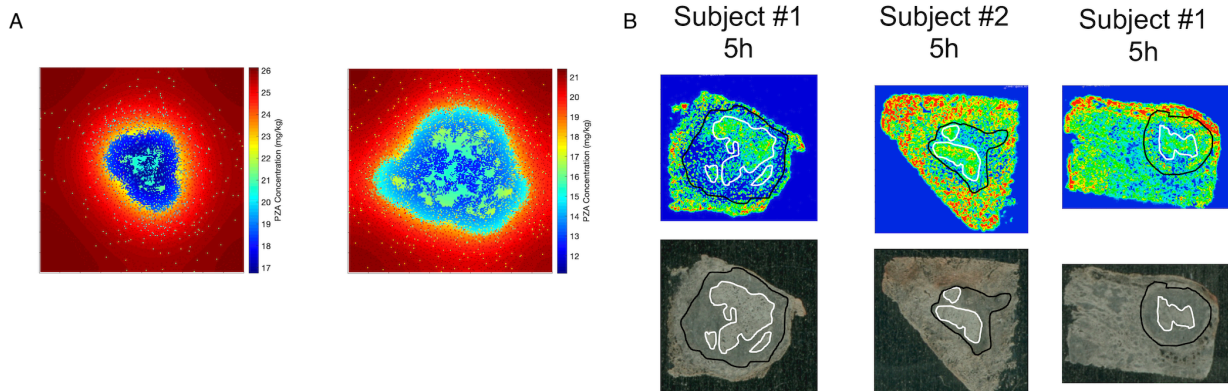 A
26
25
24
23
22
21
20
19
18
17
PZA Concentration (mg/kg)
21
20
19
18
17
16
15
14
13
12
PZA Concentration (mg/kg)
B
Subject #1
5h
Subject #2
5h
Subject #1
5h